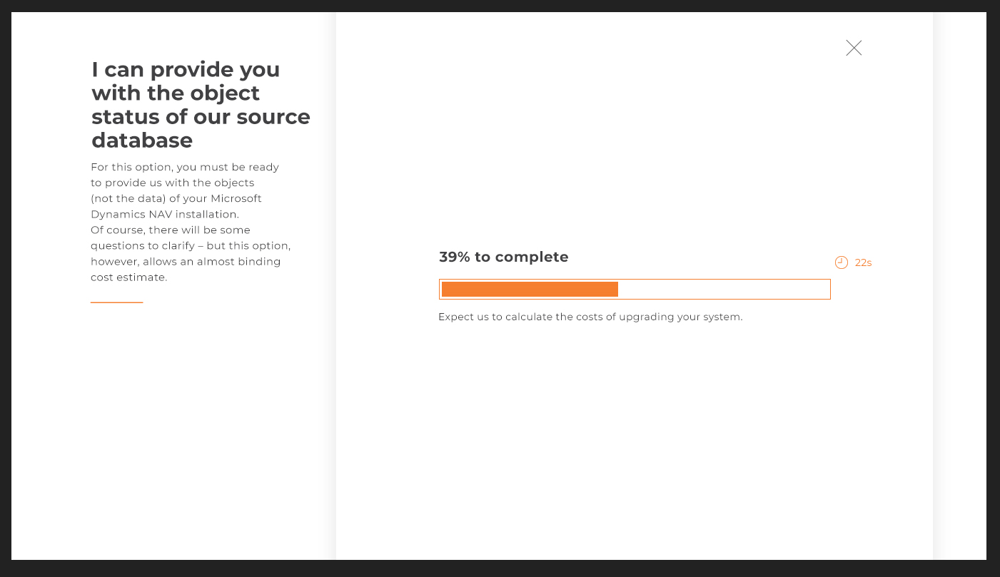 I can provide you
with the object
status of our source
database
For this option, you must be ready
to provide us with the objects
(not the data) of your Microsoft
Dynamics NAV installation.
Of course, there will be some
questions to clarify – but this option,
however, allows an almost binding
cost estimate.
39% to complete
22s
Expect us to calculate the costs of upgrading your system.